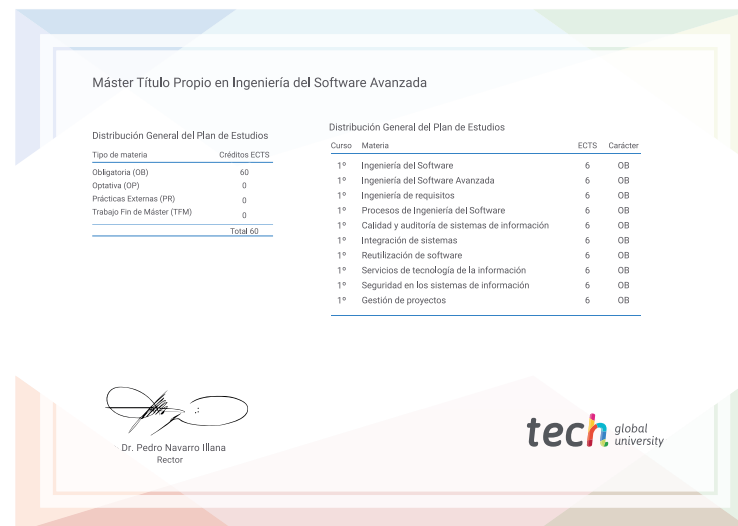 Máster Título Propio en Ingeniería del Software Avanzada
Distribución General del Plan de Estudios
Tipo de materia Créditos ECTS
Obligatoria (OB) 60
Optativa (OP) 0
Prácticas Externas (PR) 0
Trabajo Fin de Máster (TFM) 0
Total 60
Distribución General del Plan de Estudios
Curso Materia ECTS Carácter
1º Ingeniería del Software 6 OB
1º Ingeniería del Software Avanzada 6 OB
1º Ingeniería de requisitos 6 OB
1º Procesos de Ingeniería del Software 6 OB
1º Calidad y auditoría de sistemas de información 6 OB
1º Integración de sistemas 6 OB
1º Reutilización de software 6 OB
1º Servicios de tecnología de la información 6 OB
1º Seguridad en los sistemas de información 6 OB
1º Gestión de proyectos 6 OB
Dr. Pedro Navarro Illana
Rector
tech global
university